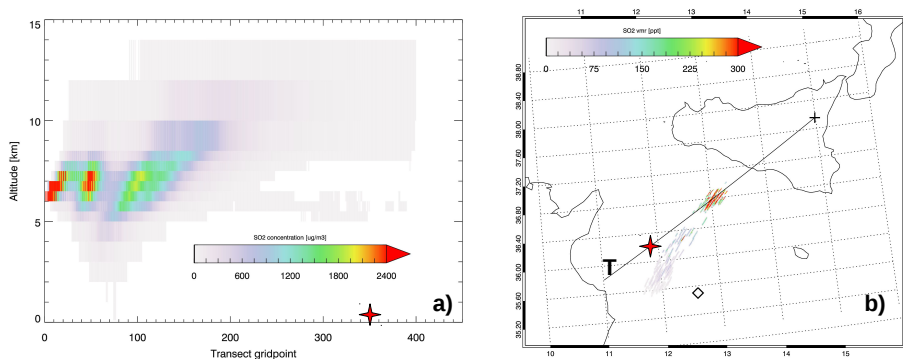 15
10
5
0
Altitude [km]
SO2 concentration [ug/m3]
0 600 1200 1800 2400
0 100 200 300 400
Transect gridpoint
a)
11 12 13 14 15 16
SO2 vmr [ppt]
0 75 150 225 300
38.80
38.40
38.00
37.60
37.20
36.80
36.40
36.00
35.60
35.20
T
10 11 12 13 14 15
b)